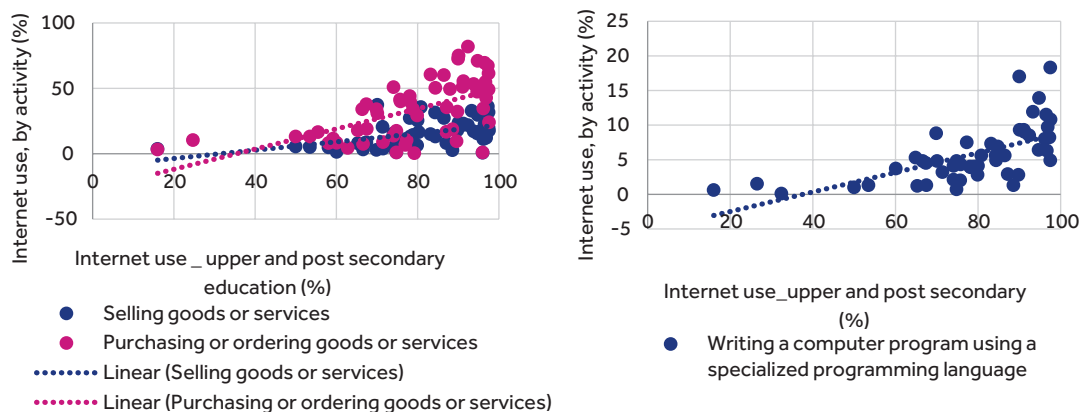 Internet use, by activity (%)
100
50
0
-50
0
20
40
60
80
100
Internet use _ upper and post secondary
education (%)
Selling goods or services
Purchasing or ordering goods or services
Linear (Selling goods or services)
Linear (Purchasing or ordering goods or services)
Internet use, by activity (%)
25
20
15
10
5
0
-5
0
20
40
60
80
100
Internet use_upper and post secondary
(%)
Writing a computer program using a
specialized programming language